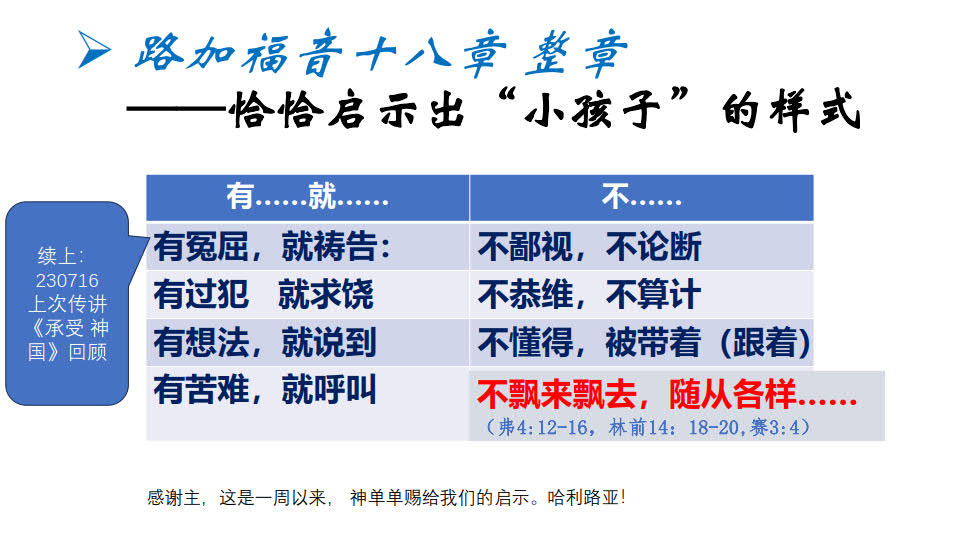 路加福音十八章 整章
——恰恰启示出“小孩子”的样式
续上：
230716
上次传讲
《承受 神
国》回顾
有……就…… 不……
有冤屈，就祷告： 不鄙视，不论断
有过犯 就求饶 不恭维，不算计
有想法，就说到 不懂得，被带着（跟着）
有苦难，就呼叫 不飘来飘去，随从各样……
（弗4:12-16，林前14：18-20,赛3:4）
感谢主，这是一周以来， 神单单赐给我们的启示。哈利路亚！